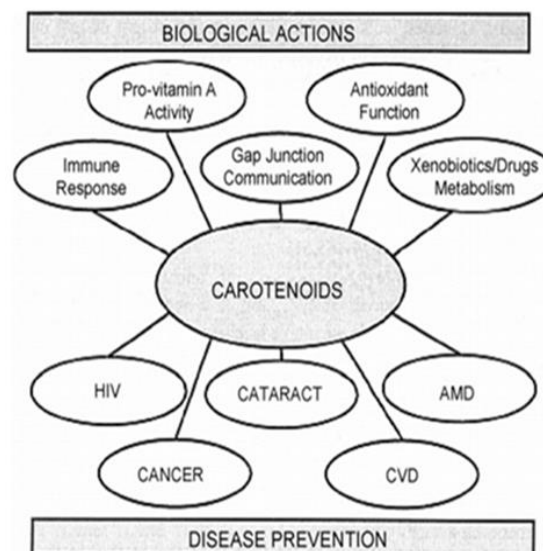 BIOLOGICAL ACTIONS
Pro-vitamin A
Activity
Antioxidant
Function
Immune
Response
Gap Junction
Communication
Xenobiotics/Drugs
Metabolism
CAROTENOIDS
HIV
CATARACT
AMD
CANCER
CVD
DISEASE PREVENTION